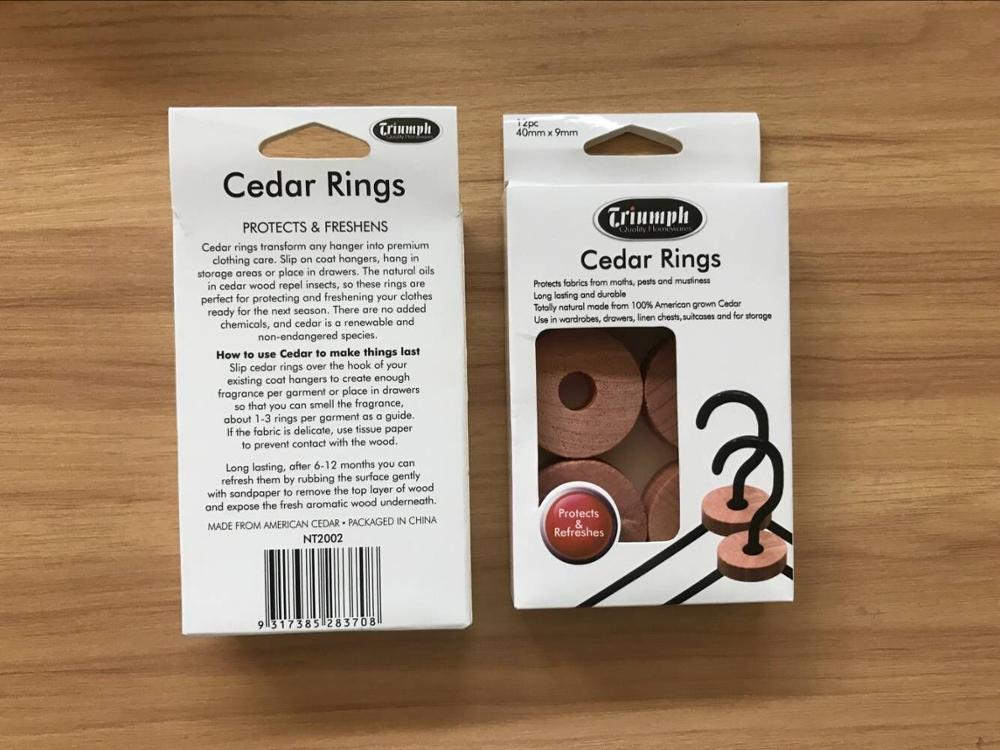 Triumph
Quality Homewares
Cedar Rings
PROTECTS & FRESHENS
Cedar rings transform any hanger into premium
clothing care. Slip on coat hangers, hang in
storage areas or place in drawers. The natural oils
in cedar wood repel insects, so these rings are
perfect for protecting and freshening your clothes
ready for the next season. There are no added
chemicals, and cedar is a renewable and
non-endangered species.
How to use Cedar to make things last
Slip cedar rings over the hook of your
existing coat hangers to create enough
fragrance per garment or place in drawers
so that you can smell the fragrance,
about 1-3 rings per garment as a guide.
If the fabric is delicate, use tissue paper
to prevent contact with the wood.
Long lasting, after 6-12 months you can
refresh them by rubbing the surface gently
with sandpaper to remove the top layer of wood
and expose the fresh aromatic wood underneath.
MADE FROM AMERICAN CEDAR • PACKAGED IN CHINA
NT2002
9 317385 283708
12pc
40mm x 9mm
Triumph
Quality Homewares
Cedar Rings
Protects fabrics from moths, pests and mustiness
Long lasting and durable
Totally natural made from 100% American grown Cedar
Use in wardrobes, drawers, linen chests,suitcases and for storage
Protects
&
Refreshes